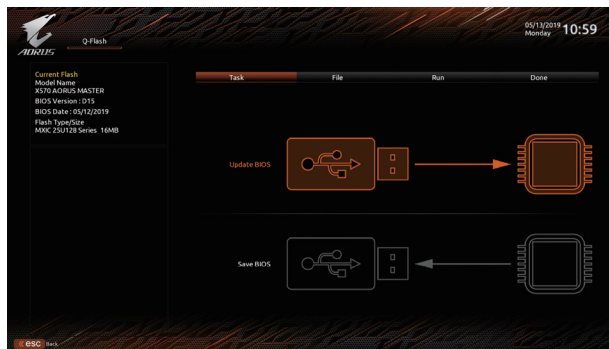 AORUS
Q-Flash
05/13/2019
Monday
10:59
Current Flash
Model Name
X570 AORUS MASTER
BIOS Version : D15
BIOS Date : 05/12/2019
Flash Type/Size
MXIC 25U128 Series 16MB
Task File Run Done
Update BIOS
Save BIOS
esc Back